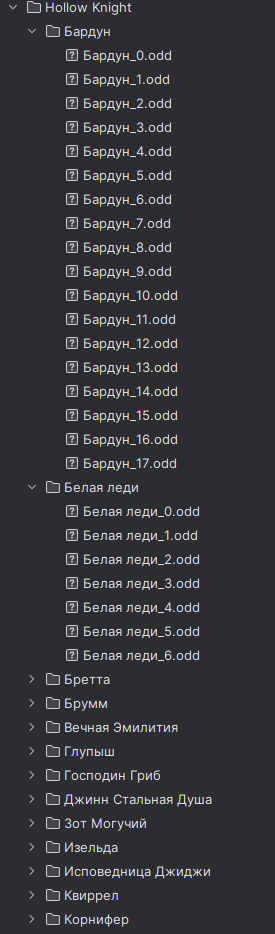 Hollow Knight
Бардун
Бардун_0.odd
Бардун_1.odd
Бардун_2.odd
Бардун_3.odd
Бардун_4.odd
Бардун_5.odd
Бардун_6.odd
Бардун_7.odd
Бардун_8.odd
Бардун_9.odd
Бардун_10.odd
Бардун_11.odd
Бардун_12.odd
Бардун_13.odd
Бардун_14.odd
Бардун_15.odd
Бардун_16.odd
Бардун_17.odd
Белая леди
Белая леди_0.odd
Белая леди_1.odd
Белая леди_2.odd
Белая леди_3.odd
Белая леди_4.odd
Белая леди_5.odd
Белая леди_6.odd
Бретта
Брумм
Вечная Эмилития
Глупыш
Господин Гриб
Джинн Стальная Душа
Зот Могучий
Изельда
Исповедница Джиджи
Квиррел
Корнифер